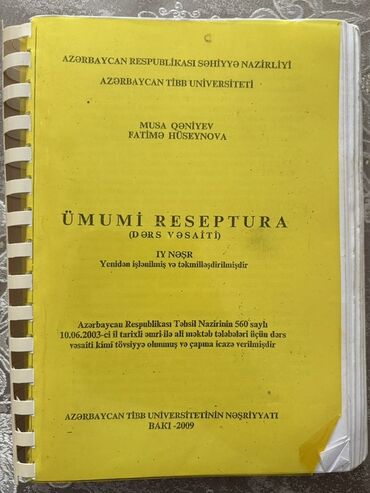 AZƏRBAYCAN RESPUBLİKASI SƏHİYYƏ NAZİRLİYİ
AZƏRBAYCAN TİBB UNİVERSİTETİ
MUSA QƏNİYEV
FATİMƏ HÜSEYNOVA
ÜMUMİ RESEPTURA
(DƏRS VƏSAİTİ)
IY NƏŞR
Yenidən işlənilmiş və təkmilləşdirilmişdir
Azərbaycan Respublikası Təhsil Nazirinin 560 saylı
10.06.2003-ci il tarixli əmri-ilə ali məktəb tələbələri üçün dərs
vəsaiti kimi tövsiyyə olunmuş və çapına icazə verilmişdir
AZƏRBAYCAN TİBB UNİVERSİTETİNİN NƏŞRİYYATI
BAKI -2009